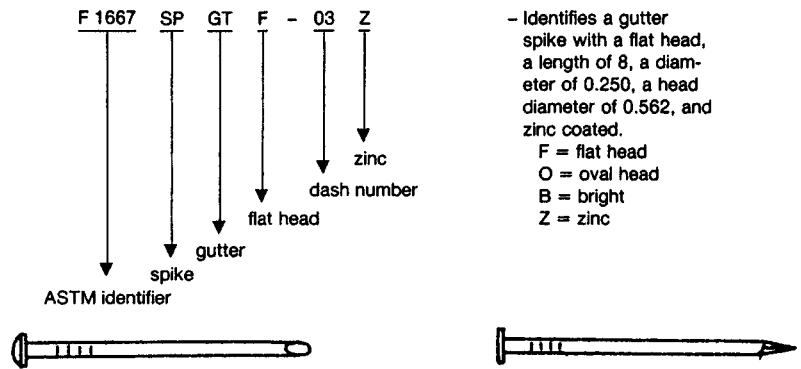 F 1667 SP GT F - 03 Z
zinc
dash number
flat head
gutter
spike
ASTM identifier
– Identifies a gutter
spike with a flat head,
a length of 8, a diam-
eter of 0.250, a head
diameter of 0.562, and
zinc coated.
F = flat head
O = oval head
B = bright
Z = zinc